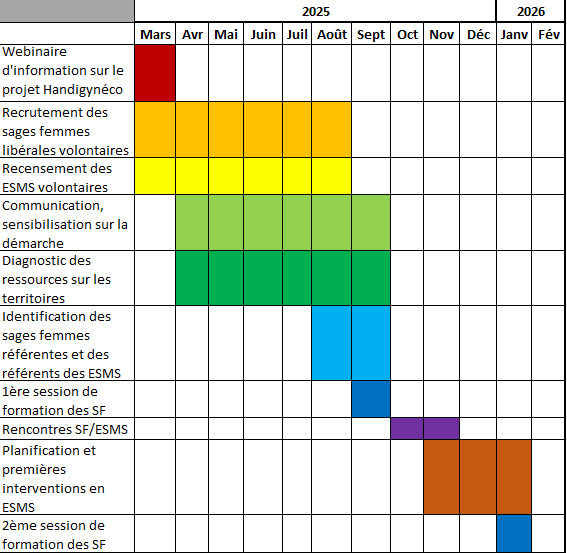 2025 2026
Mars Avr Mai Juin Juil Août Sept Oct Nov Déc Janv Fév
Webinaire
d'information sur le
projet Handigynéco
Recrutement des
sages femmes
libérales volontaires
Recensement des
ESMS volontaires
Communication,
sensibilisation sur la
démarche
Diagnostic des
ressources sur les
territoires
Identification des
sages femmes
référentes et des
référents des ESMS
1ère session de
formation des SF
Rencontres SF/ESMS
Planification et
premières
interventions en
ESMS
2ème session de
formation des SF